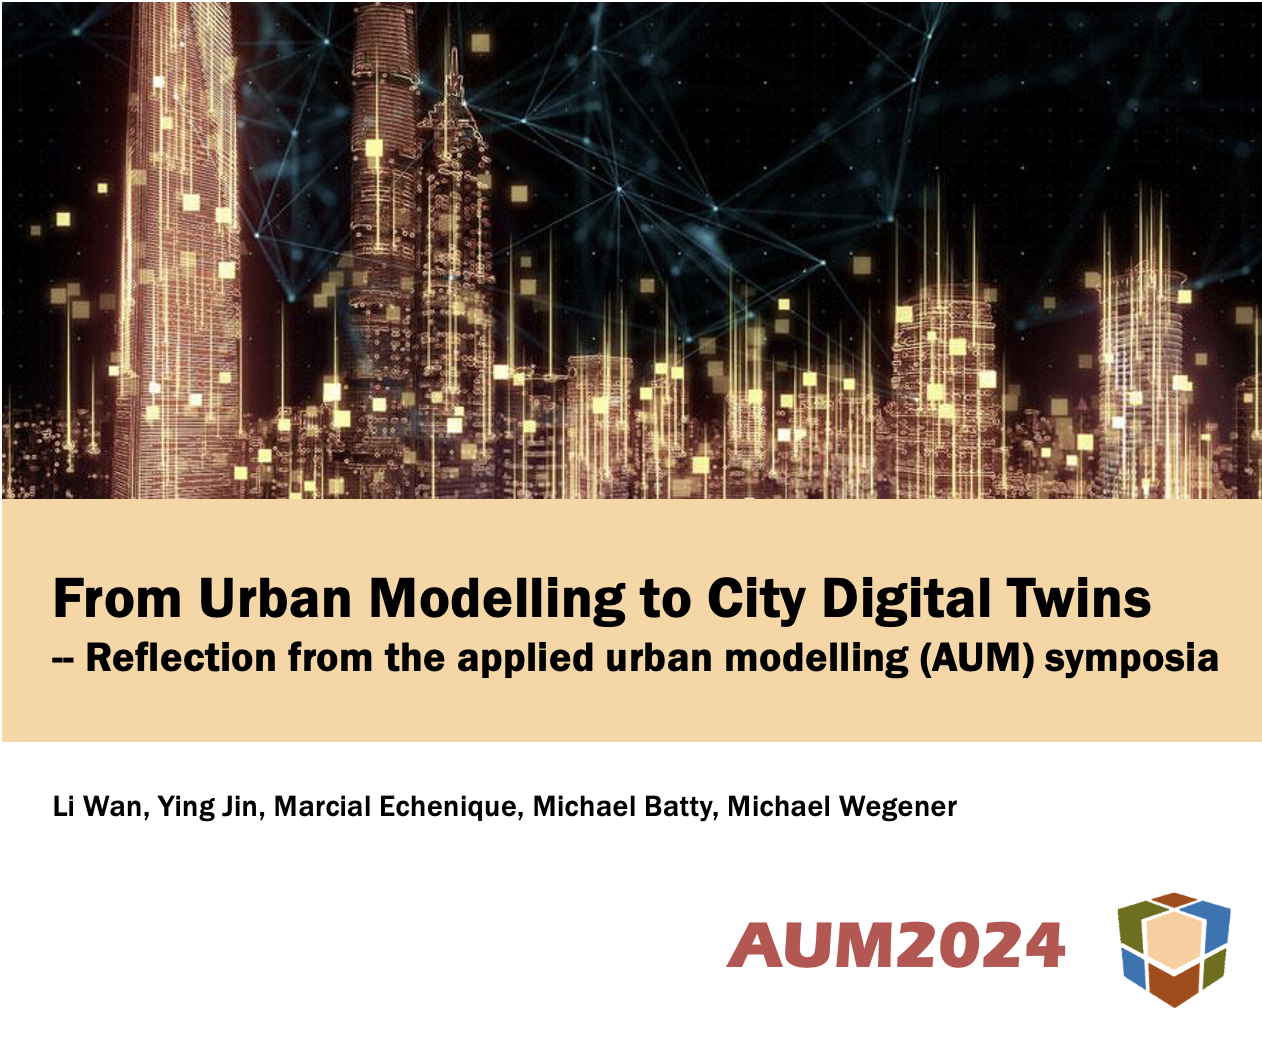 From Urban Modelling to City Digital Twins
-- Reflection from the applied urban modelling (AUM) symposia
Li Wan, Ying Jin, Marcial Echenique, Michael Batty, Michael Wegener
AUM2024